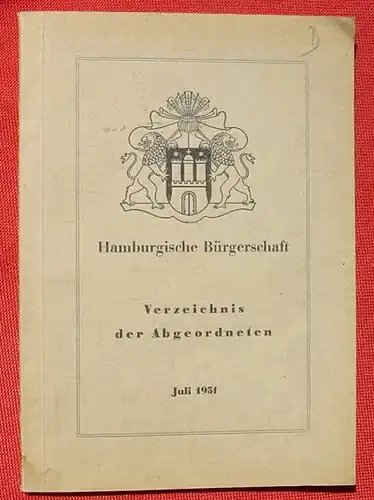 D
Hamburgische Bürgerschaft
Verzeichnis
der Abgeordneten
Juli 1951